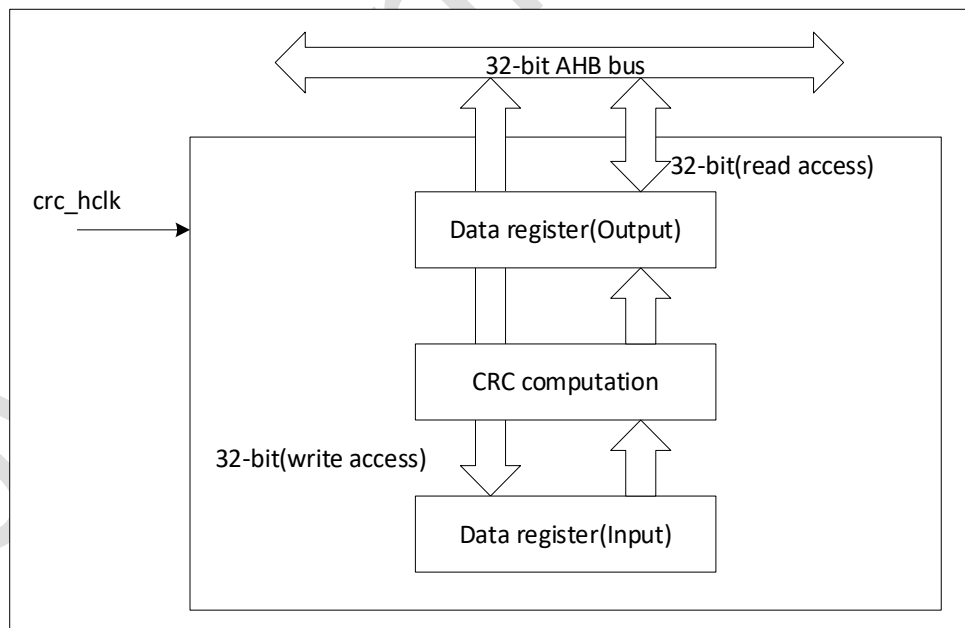 32-bit AHB bus
32-bit(read access)
crc_hclk
Data register(Output)
CRC computation
32-bit(write access)
Data register(Input)